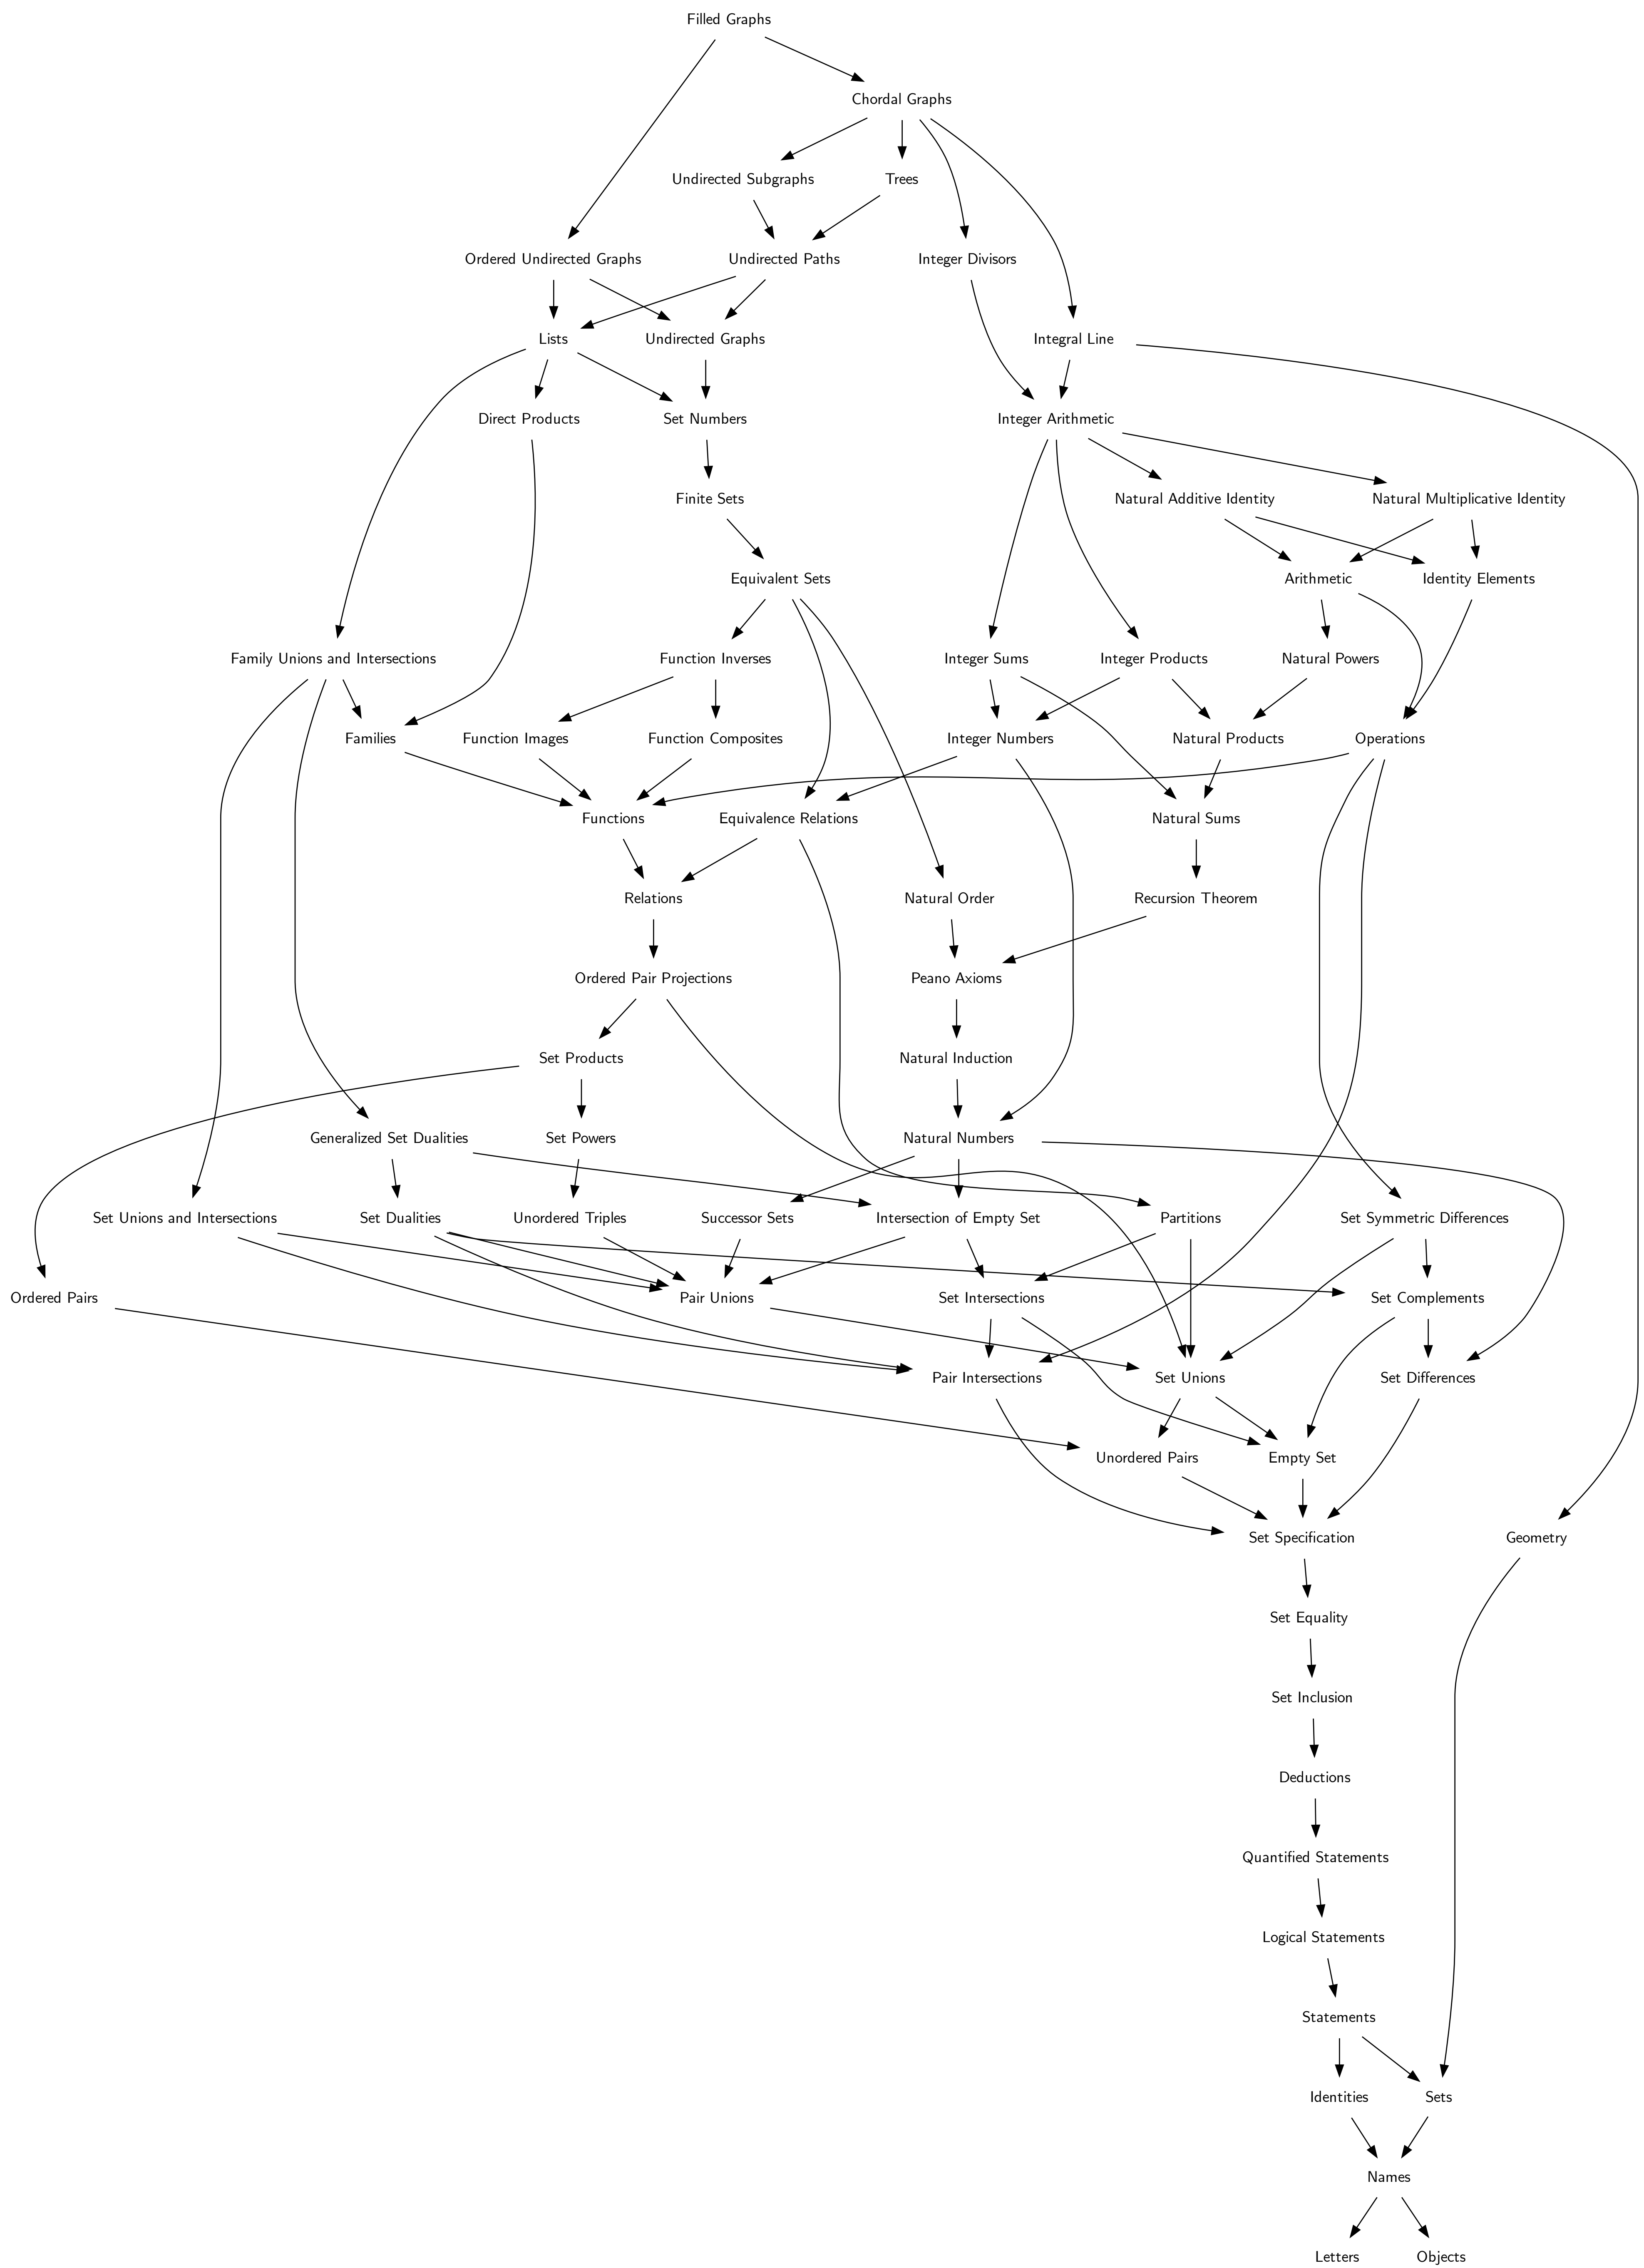 Filled Graphs
Chordal Graphs
Undirected Subgraphs
Trees
Ordered Undirected Graphs
Undirected Paths
Integer Divisors
Lists
Undirected Graphs
Integral Line
Direct Products
Set Numbers
Integer Arithmetic
Finite Sets
Natural Additive Identity
Natural Multiplicative Identity
Equivalent Sets
Arithmetic
Identity Elements
Family Unions and Intersections
Function Inverses
Integer Sums
Integer Products
Natural Powers
Families
Function Images
Function Composites
Integer Numbers
Natural Products
Operations
Functions
Equivalence Relations
Natural Sums
Relations
Natural Order
Recursion Theorem
Ordered Pair Projections
Peano Axioms
Set Products
Natural Induction
Generalized Set Dualities
Set Powers
Natural Numbers
Set Unions and Intersections
Set Dualities
Unordered Triples
Successor Sets
Intersection of Empty Set
Partitions
Set Symmetric Differences
Ordered Pairs
Pair Unions
Set Intersections
Set Complements
Pair Intersections
Set Unions
Set Differences
Unordered Pairs
Empty Set
Set Specification
Geometry
Set Equality
Set Inclusion
Deductions
Quantified Statements
Logical Statements
Statements
Identities
Sets
Names
Letters
Objects